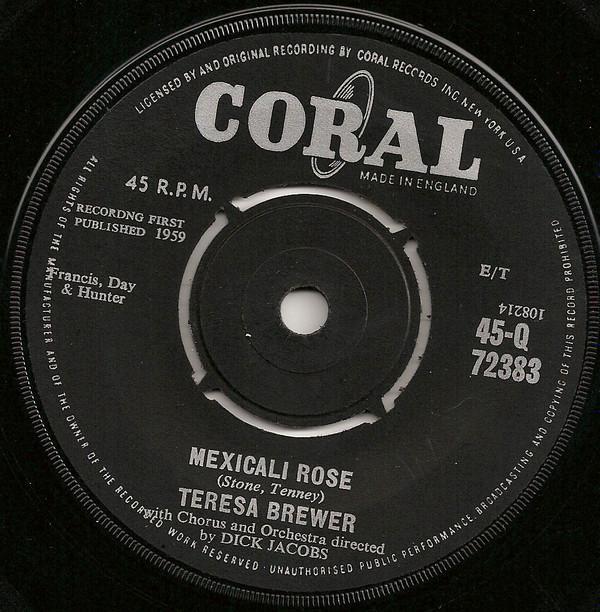 LICENSED BY AND ORIGINAL RECORDING BY CORAL RECORDS INC. NEW YORK U.S.A.
CORAL
MADE IN ENGLAND
45 R.P.M.
RECORDNG FIRST
PUBLISHED 1959
Francis, Day
& Hunter
E/T
108214
45-Q
72383
MEXICALI ROSE
(Stone, Tenney)
TERESA BREWER
with Chorus and Orchestra directed
by DICK JACOBS
ALL RIGHTS OF THE MANUFACTURER AND OF THE OWNER OF THE RECORDED WORK RESERVED · UNAUTHORISED PUBLIC PERFORMANCE BROADCASTING AND COPYING OF THIS RECORD PROHIBITED